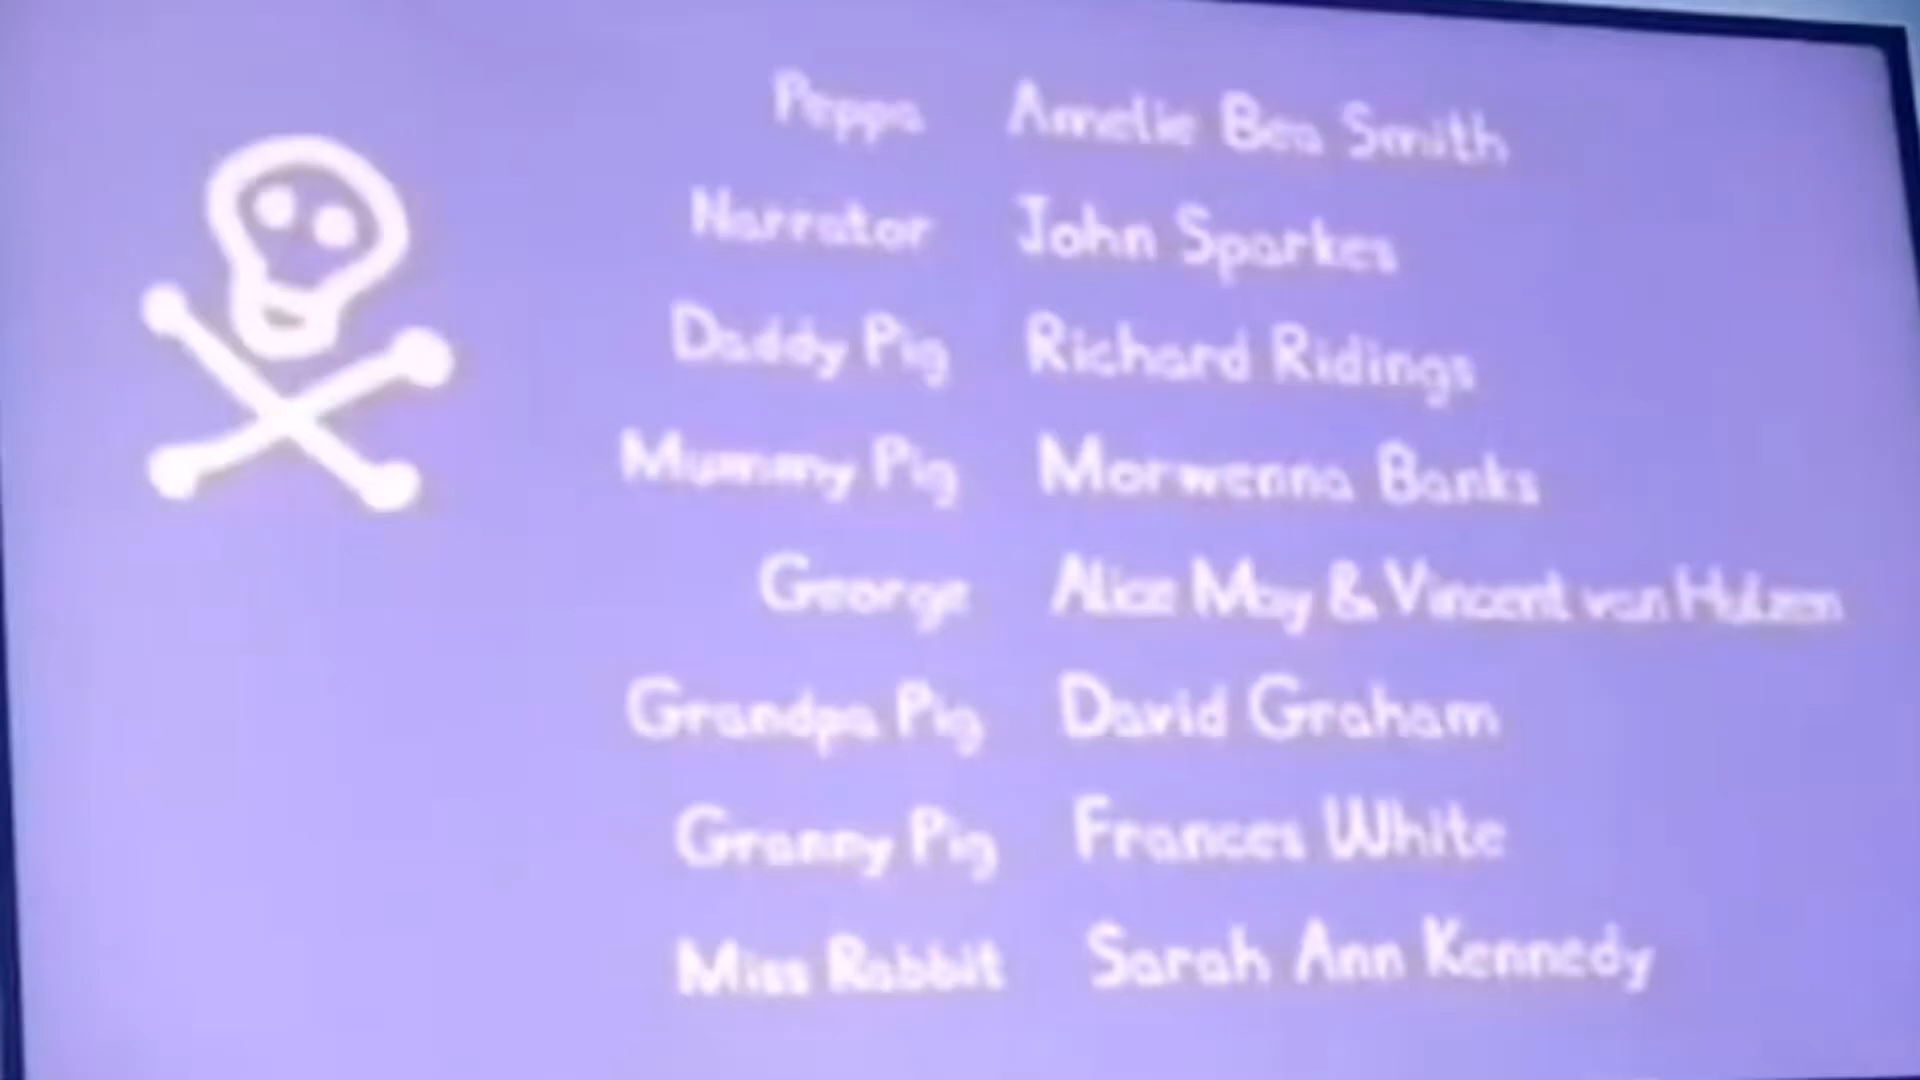 Peppa Amelie Bea Smith
Narrator John Sparkes
Daddy Pig Richard Ridings
Mummy Pig Morwenna Banks
George Alice May & Vincent van Hulzen
Grandpa Pig David Graham
Granny Pig Frances White
Miss Rabbit Sarah Ann Kennedy